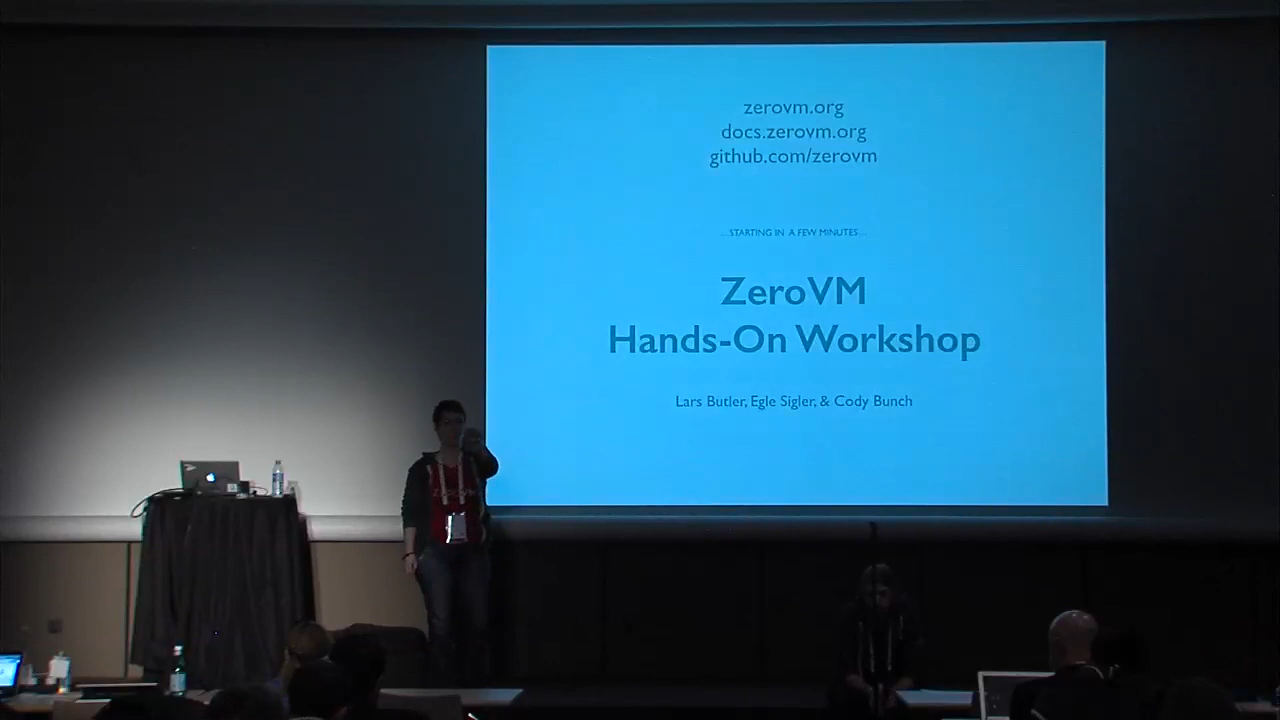 zerovm.org
docs.zerovm.org
github.com/zerovm
...STARTING IN A FEW MINUTES...
ZeroVM
Hands-On Workshop
Lars Butler, Egle Sigler, & Cody Bunch
ZEROVM